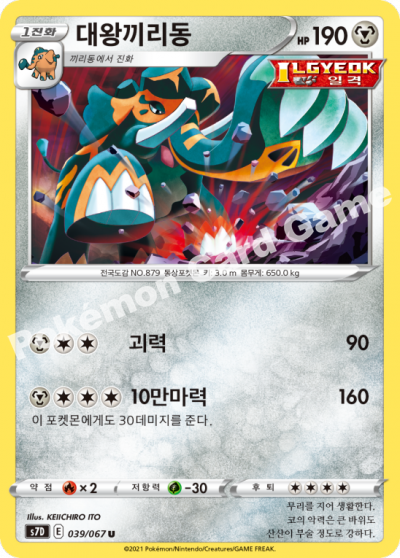 1진화
대왕끼리동
HP 190
끼리동에서 진화
ILGYEOK
일격
전국도감 NO.879 동상포켓몬 키: 3.0 m 몸무게: 650.0 kg
Pokémon Card Game
괴력 90
10만마력 160
이 포켓몬에게도 30데미지를 준다.
약점 ×2 저항력 -30 후퇴
무리를 지어 생활한다.
코의 악력은 큰 바위도
산산이 부술 정도로 강하다.
Illus. KEIICHIRO ITO
s7D E 039/067 U
©2021 Pokémon/Nintendo/Creatures/GAME FREAK.